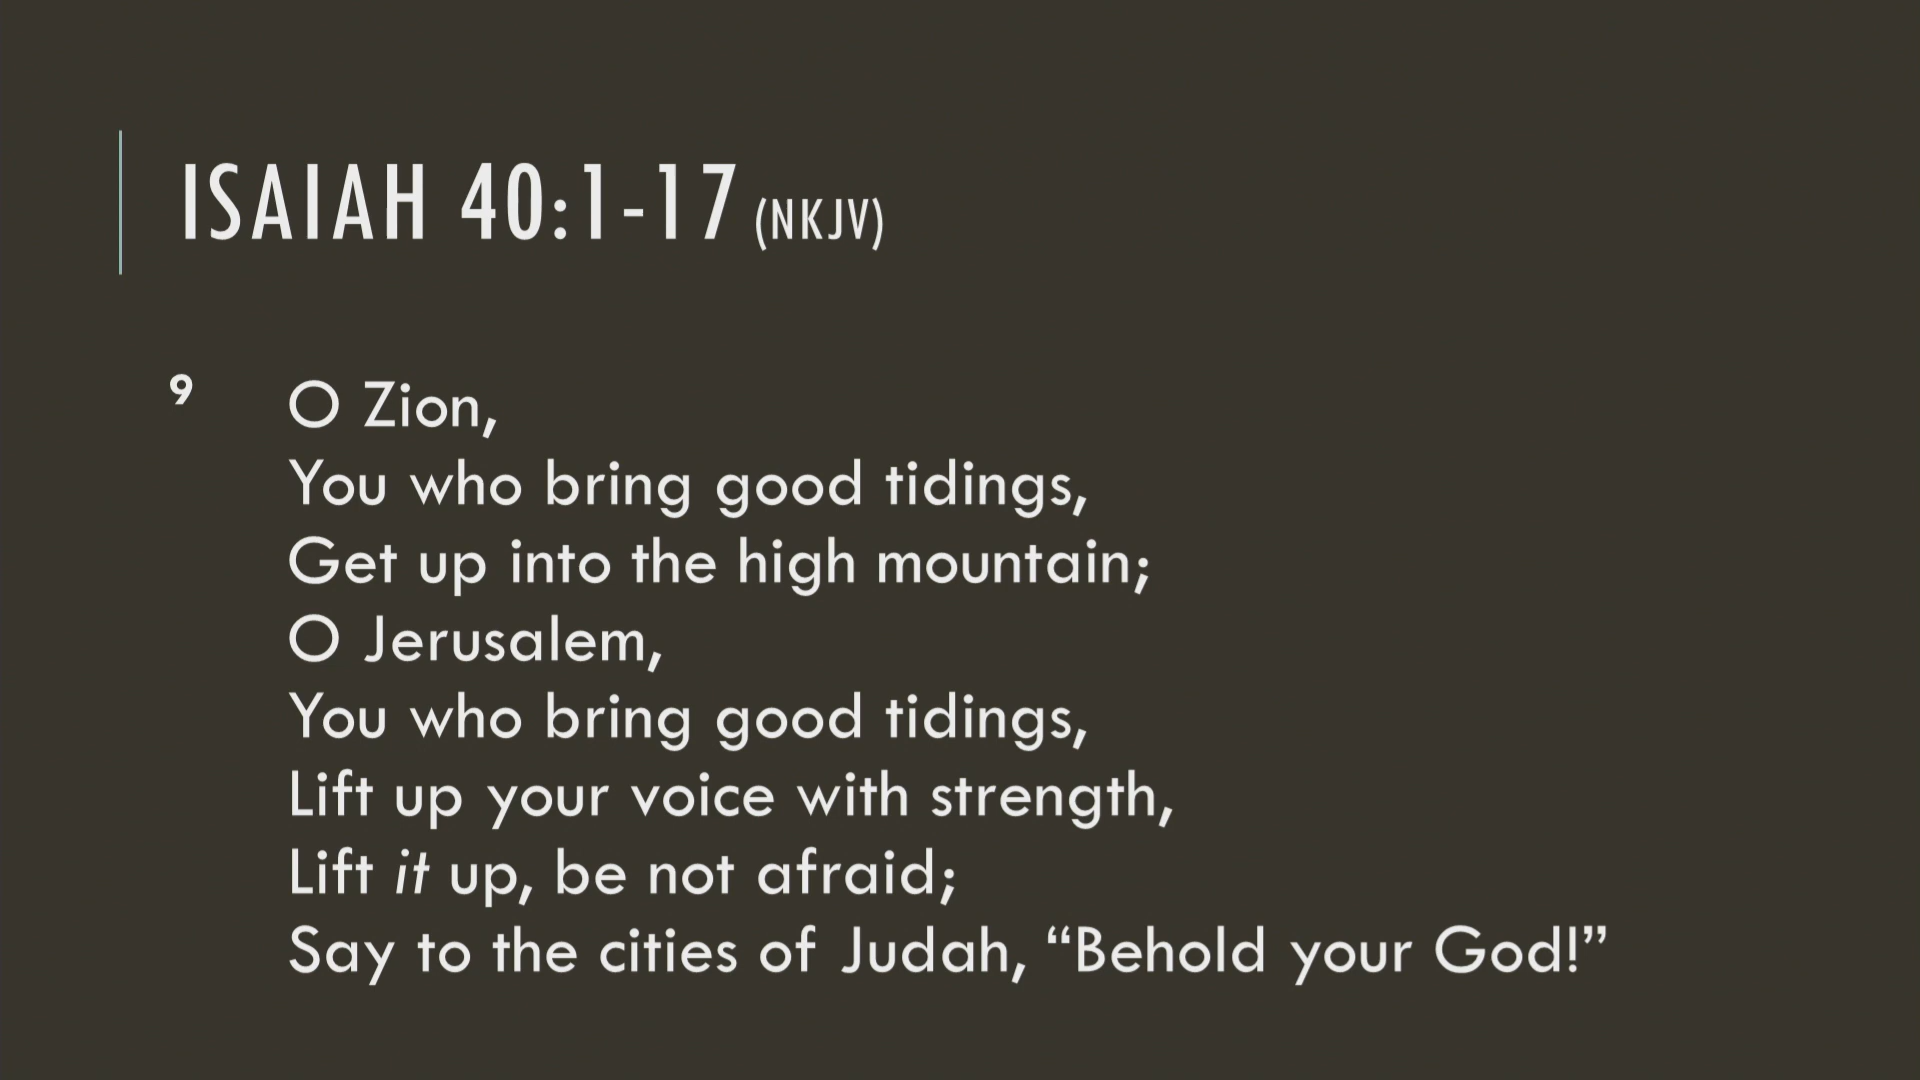 ISAIAH 40:1-17 (NKJV)
9 O Zion,
You who bring good tidings,
Get up into the high mountain;
O Jerusalem,
You who bring good tidings,
Lift up your voice with strength,
Lift it up, be not afraid;
Say to the cities of Judah, “Behold your God!”